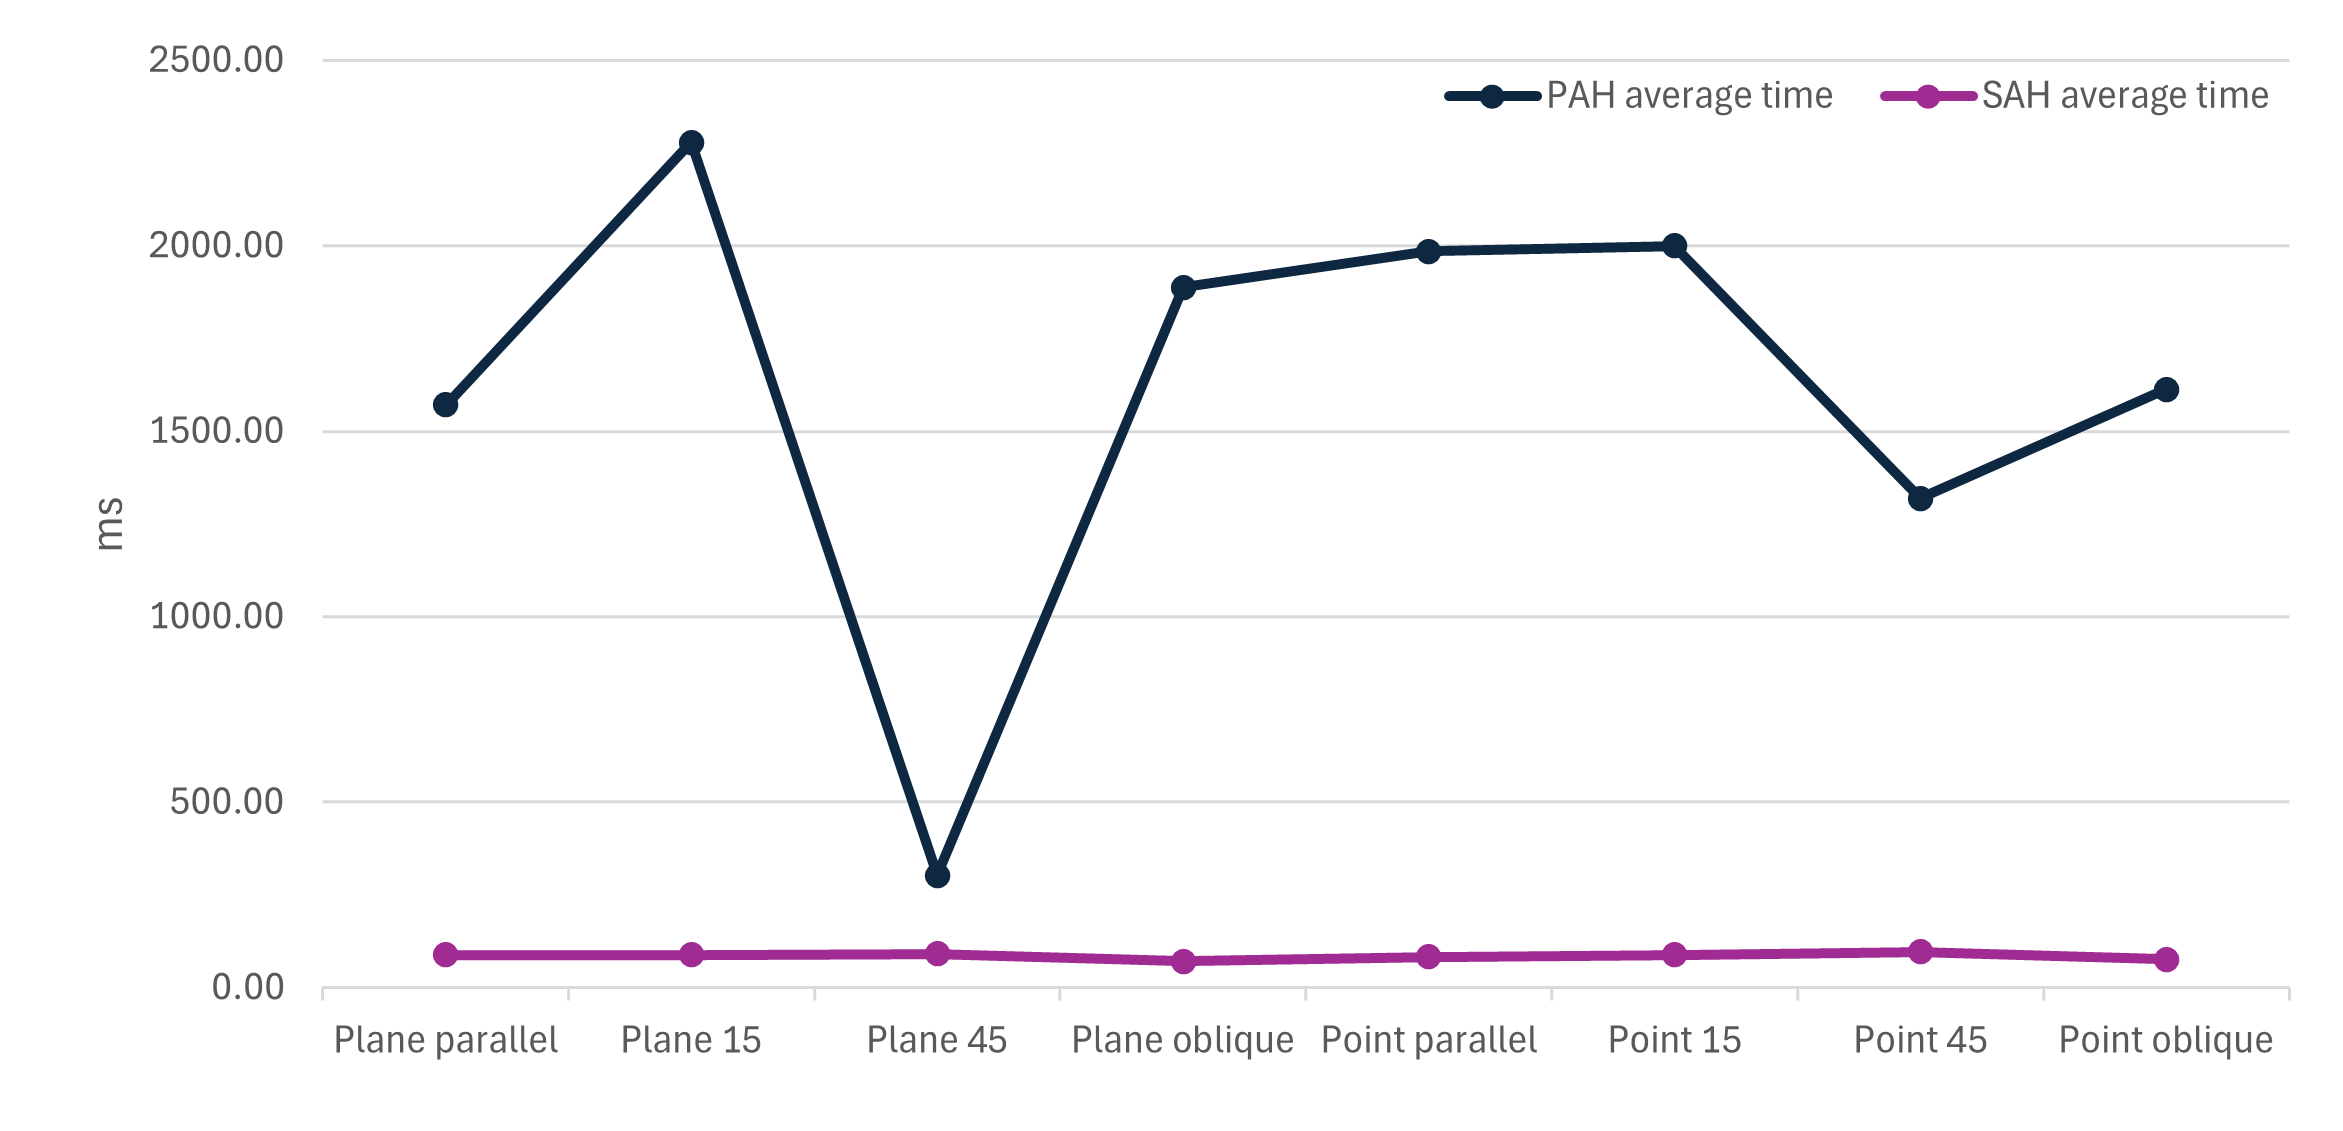 2500.00
PAH average time SAH average time
2000.00
1500.00
ms
1000.00
500.00
0.00
Plane parallel Plane 15 Plane 45 Plane oblique Point parallel Point 15 Point 45 Point oblique